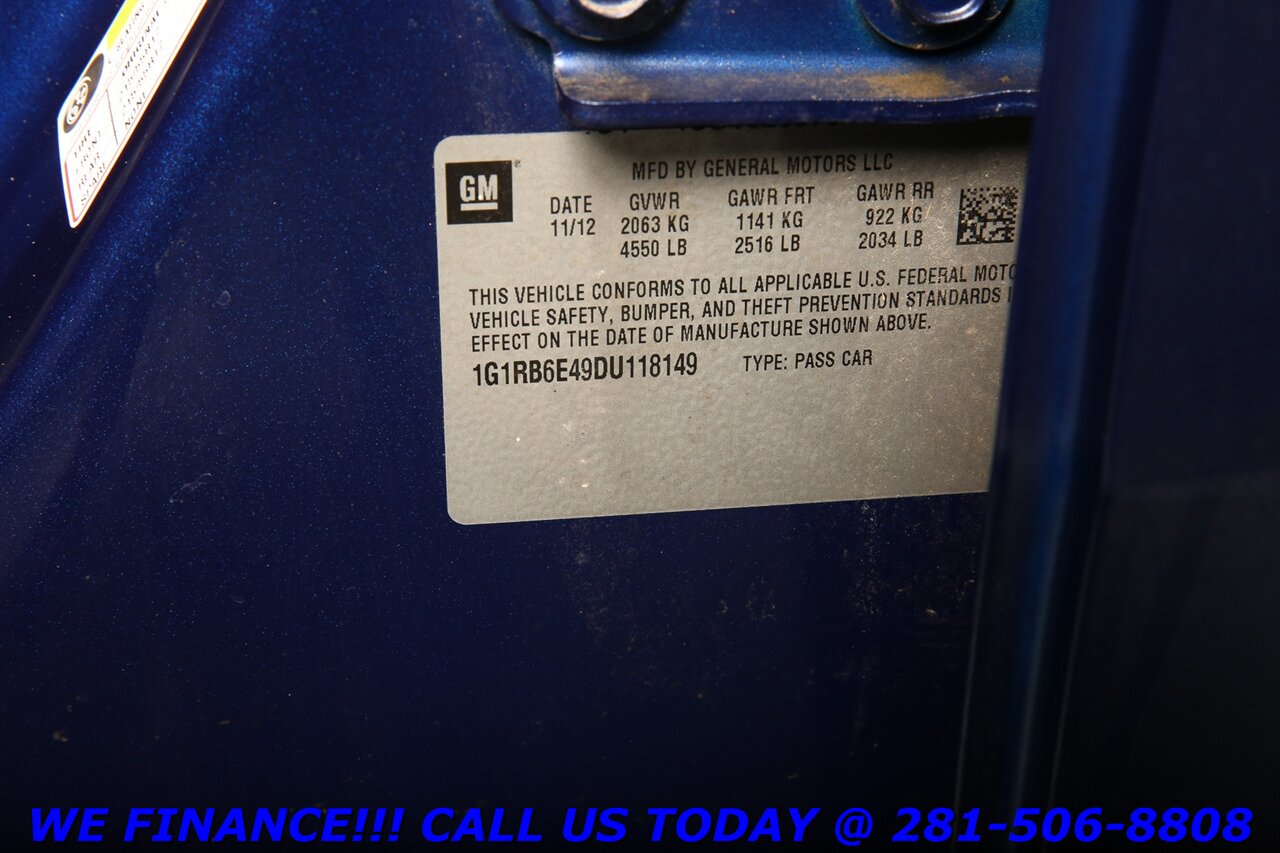 MFD BY GENERAL MOTORS LLC
GM
DATE GVWR GAWR FRT GAWR RR
11/12 2063 KG 1141 KG 922 KG
4550 LB 2516 LB 2034 LB
THIS VEHICLE CONFORMS TO ALL APPLICABLE U.S. FEDERAL MOTO
VEHICLE SAFETY, BUMPER, AND THEFT PREVENTION STANDARDS
EFFECT ON THE DATE OF MANUFACTURE SHOWN ABOVE.
1G1RB6E49DU118149 TYPE: PASS CAR
WE FINANCE!!! CALL US TODAY @ 281-506-8808